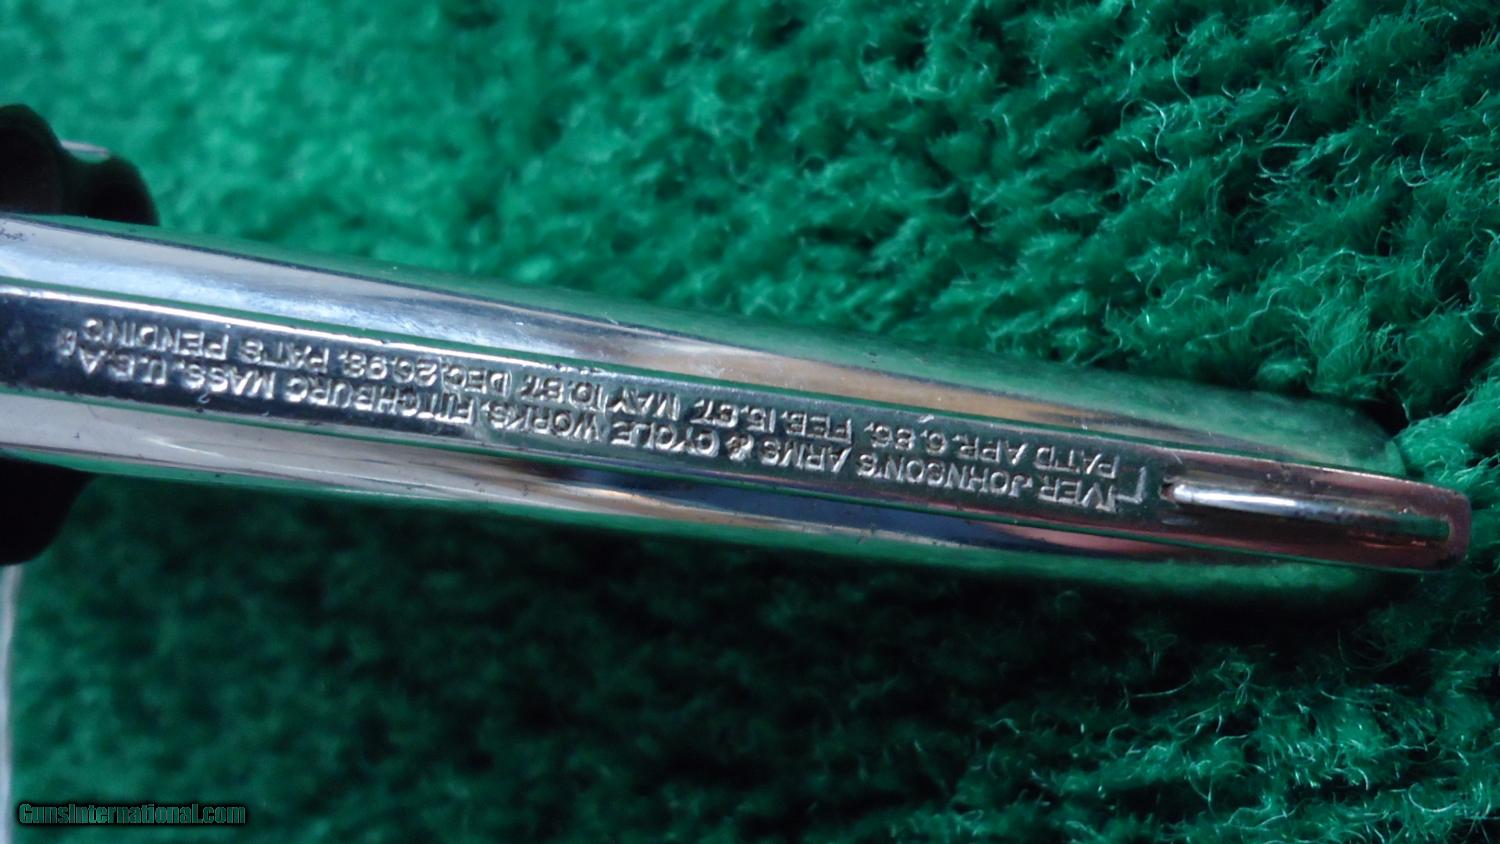 IVER JOHNSON'S ARMS & CYCLE WORKS, FITCHBURG MASS. U.S.A.
PAT'D APR. 6. 86, FEB. 15. 87. MAY 10. 87. DEC. 26. 93. PAT'S PENDING
GunsInternational.com